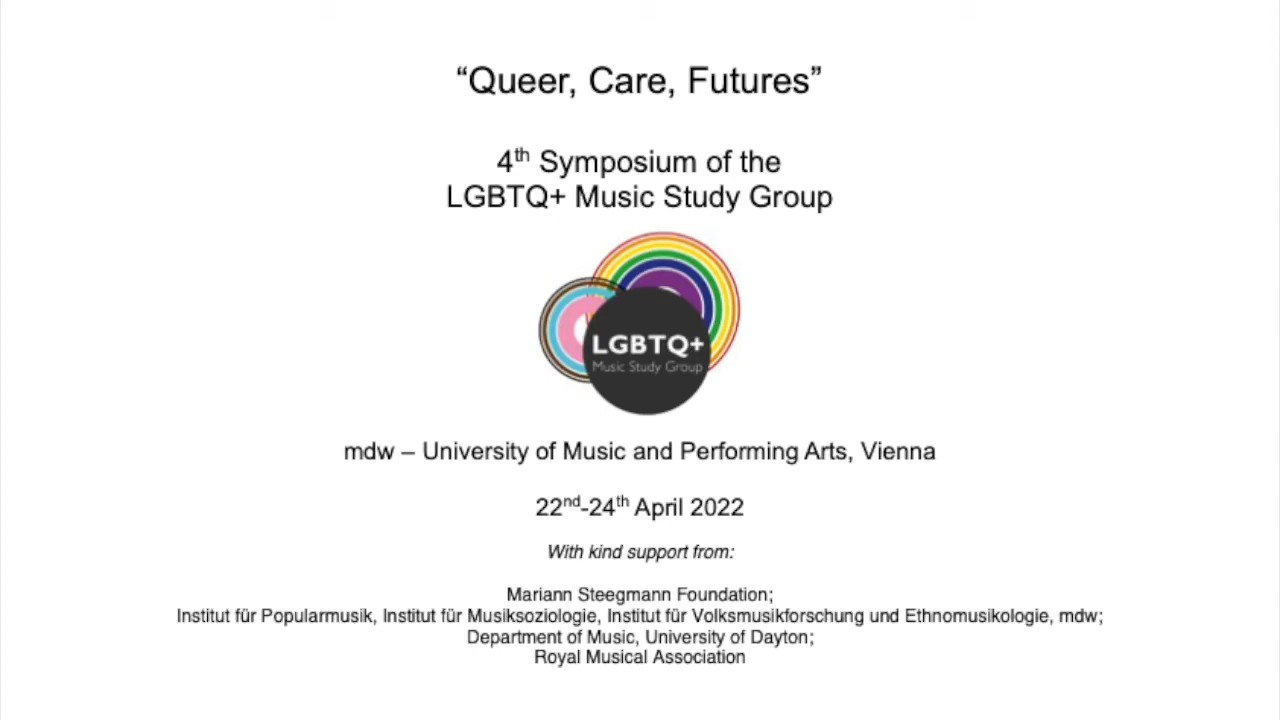 “Queer, Care, Futures”
4th Symposium of the
LGBTQ+ Music Study Group
LGBTQ+
Music Study Group
mdw – University of Music and Performing Arts, Vienna
22nd-24th April 2022
With kind support from:
Mariann Steegmann Foundation;
Institut für Popularmusik, Institut für Musiksoziologie, Institut für Volksmusikforschung und Ethnomusikologie, mdw;
Department of Music, University of Dayton;
Royal Musical Association